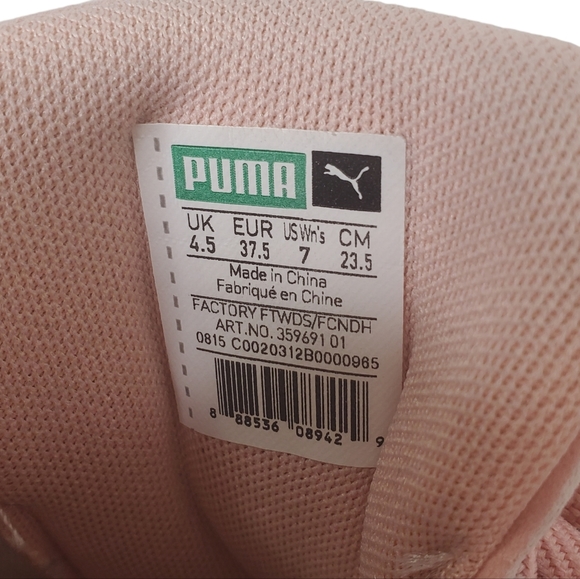 PUMA
UK EUR US Wn's CM
4.5 37.5 7 23.5
Made in China
Fabriqué en Chine
FACTORY FTWDS/FCNDH
ART.NO. 359691 01
0815 C0020312B0000965
8 88536 08942 9